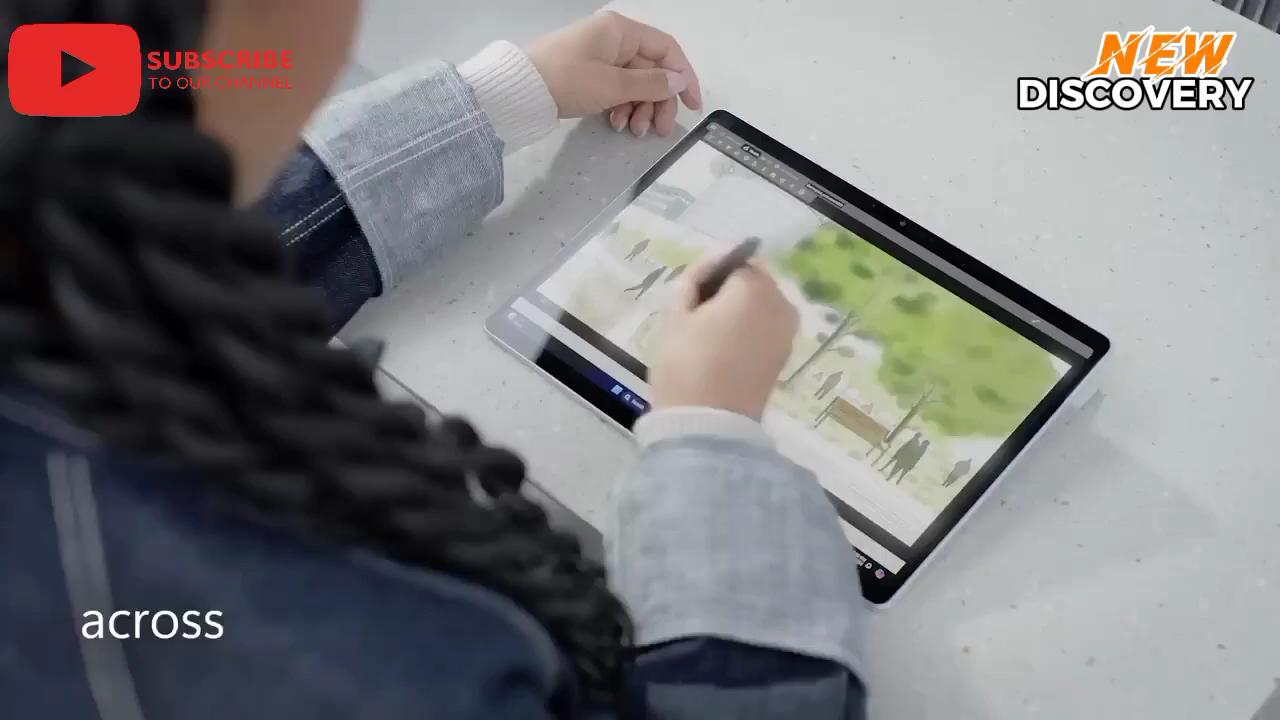 SUBSCRIBE
TO OUR CHANNEL
NEW
DISCOVERY
across